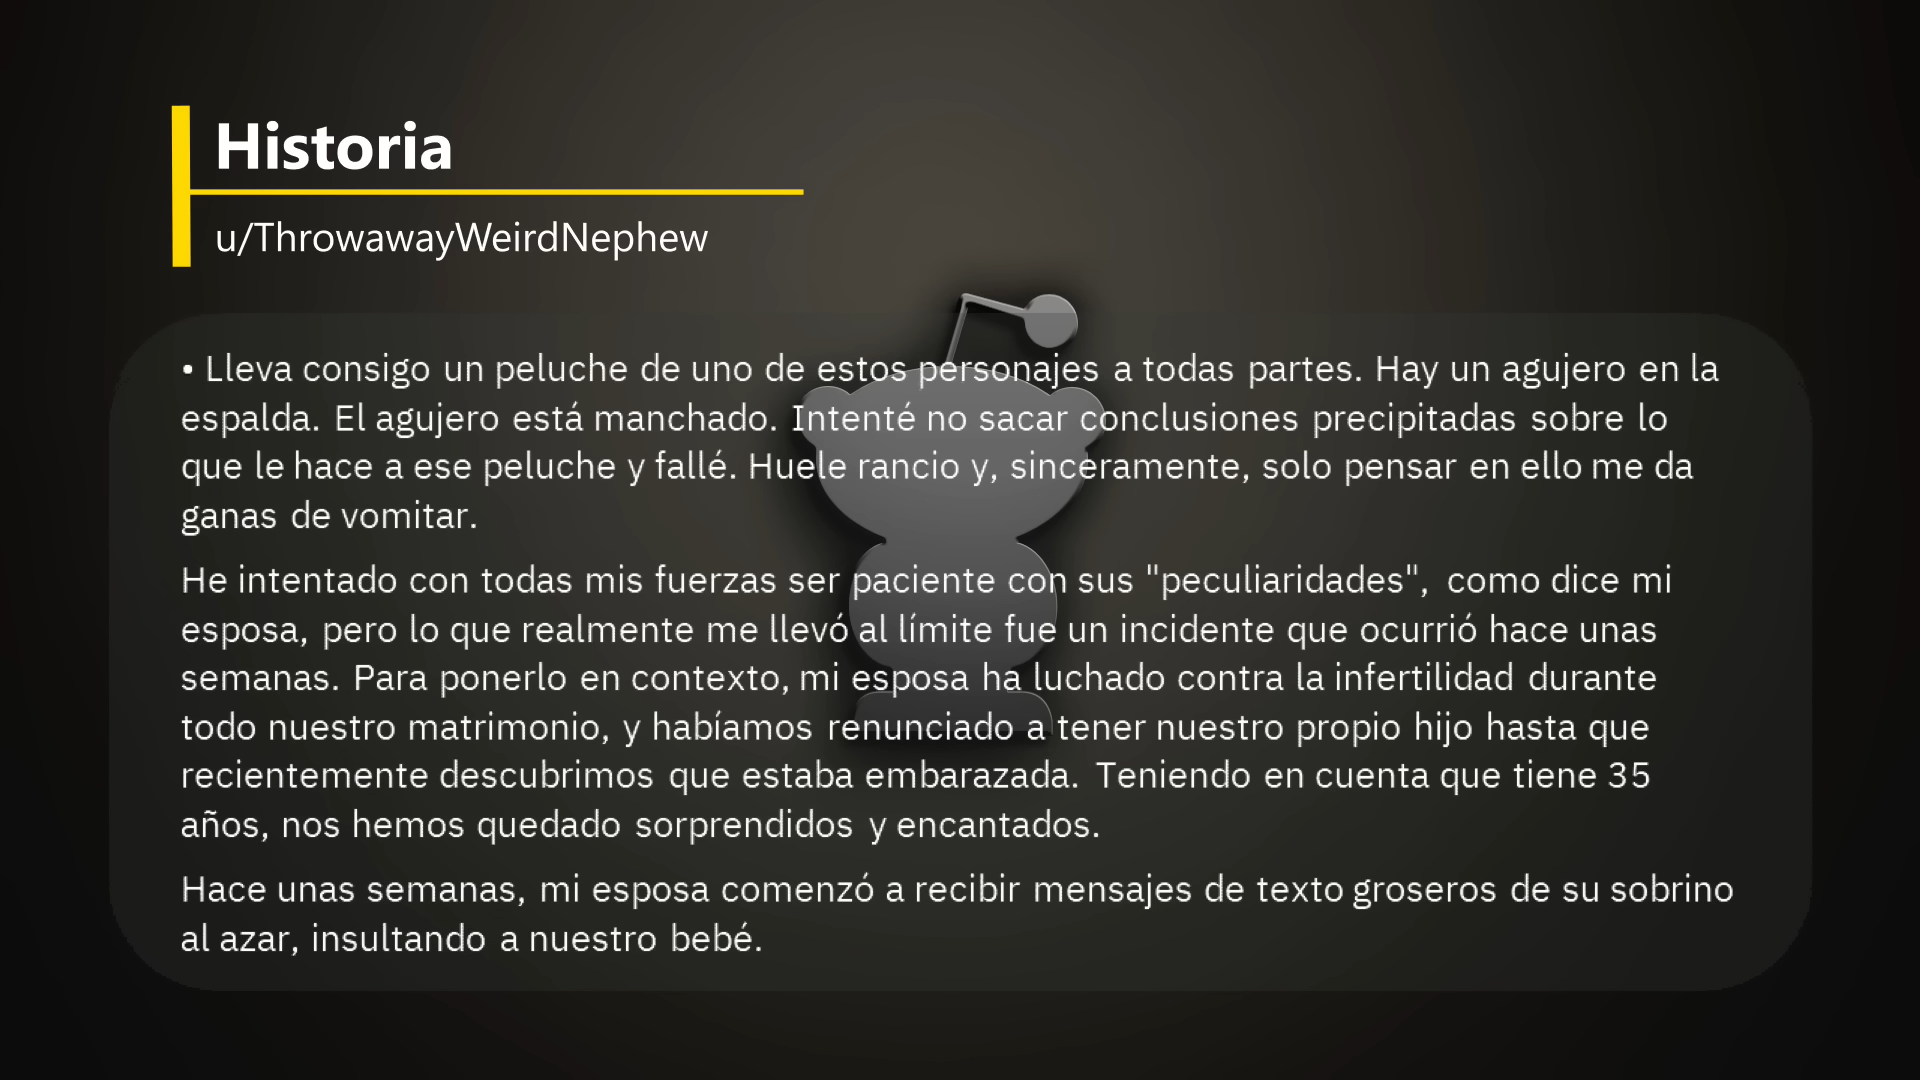 Historia
u/ThrowawayWeirdNephew
• Lleva consigo un peluche de uno de estos personajes a todas partes. Hay un agujero en la
espalda. El agujero está manchado. Intenté no sacar conclusiones precipitadas sobre lo
que le hace a ese peluche y fallé. Huele rancio y, sinceramente, solo pensar en ello me da
ganas de vomitar.
He intentado con todas mis fuerzas ser paciente con sus "peculiaridades", como dice mi
esposa, pero lo que realmente me llevó al límite fue un incidente que ocurrió hace unas
semanas. Para ponerlo en contexto, mi esposa ha luchado contra la infertilidad durante
todo nuestro matrimonio, y habíamos renunciado a tener nuestro propio hijo hasta que
recientemente descubrimos que estaba embarazada. Teniendo en cuenta que tiene 35
años, nos hemos quedado sorprendidos y encantados.
Hace unas semanas, mi esposa comenzó a recibir mensajes de texto groseros de su sobrino
al azar, insultando a nuestro bebé.